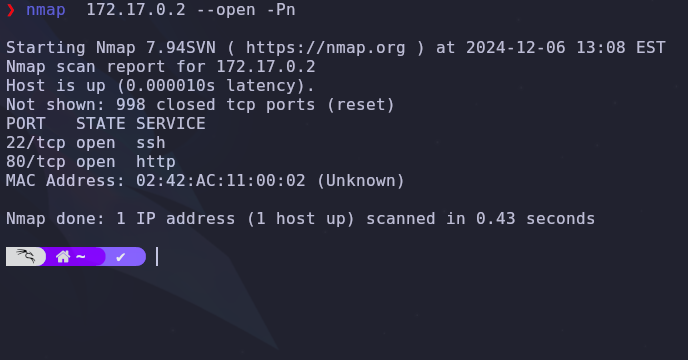 ❯ nmap  172.17.0.2 --open -Pn
Starting Nmap 7.94SVN ( https://nmap.org ) at 2024-12-06 13:08 EST
Nmap scan report for 172.17.0.2
Host is up (0.000010s latency).
Not shown: 998 closed tcp ports (reset)
PORT   STATE SERVICE
22/tcp open  ssh
80/tcp open  http
MAC Address: 02:42:AC:11:00:02 (Unknown)
Nmap done: 1 IP address (1 host up) scanned in 0.43 seconds
~ ✔